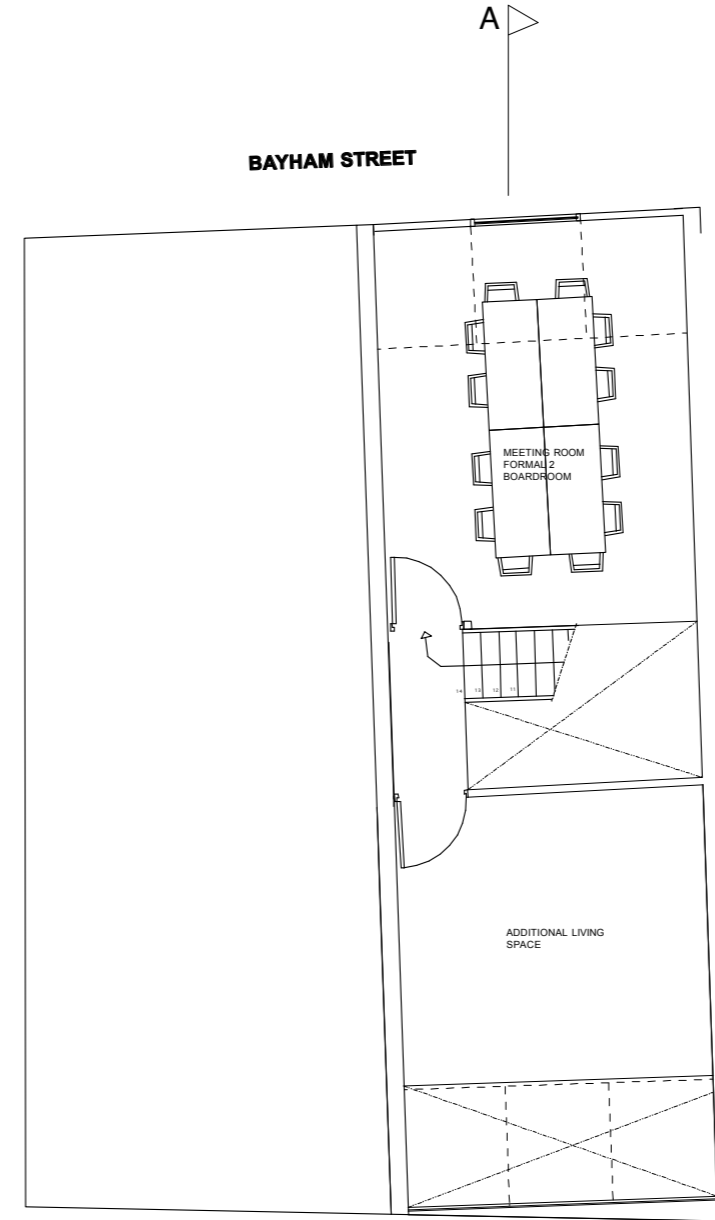 A
BAYHAM STREET
MEETING ROOM
FORMAL 2
BOARDROOM
14 13 12 11
ADDITIONAL LIVING
SPACE